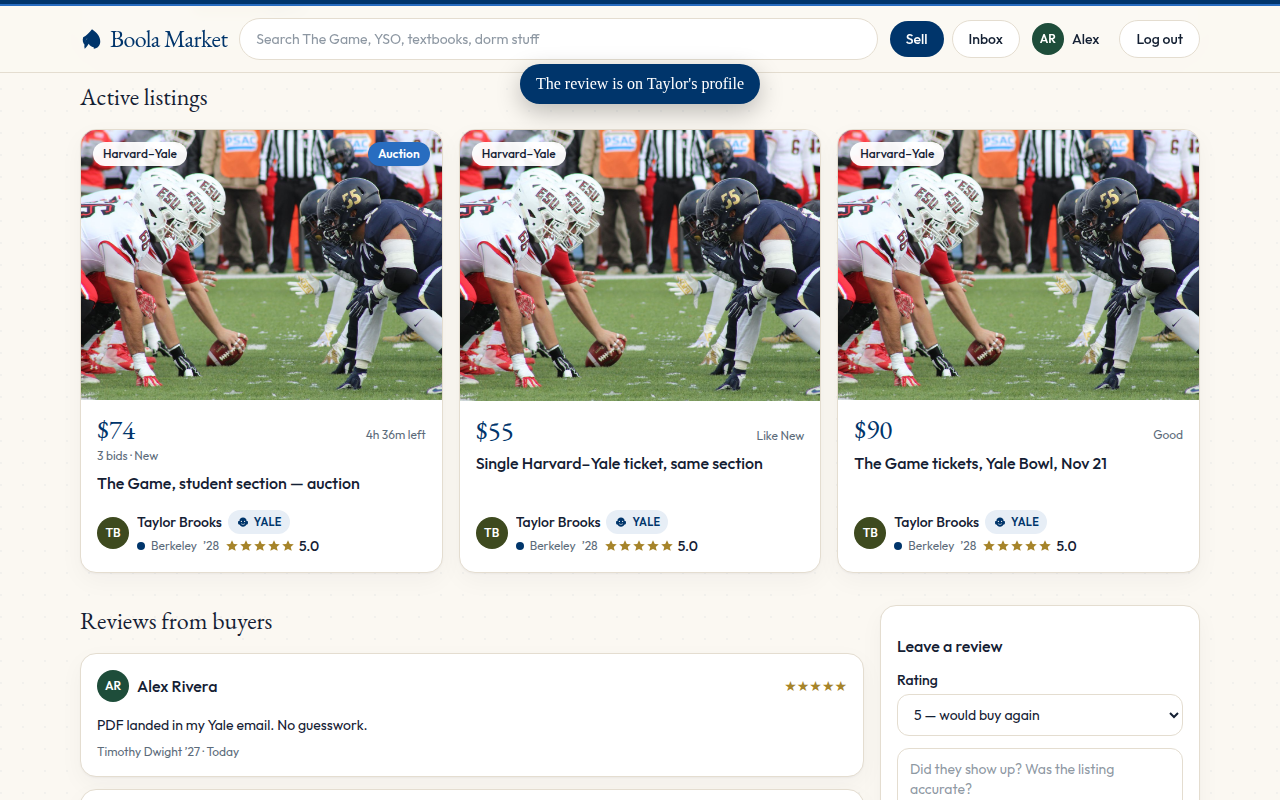 Boola Market
Search The Game, YSO, textbooks, dorm stuff
Sell
Inbox
AR
Alex
Log out
The review is on Taylor's profile
Active listings
Harvard–Yale
Auction
$74
4h 36m left
3 bids · New
The Game, student section — auction
TB
Taylor Brooks
YALE
Berkeley '28
5.0
Harvard–Yale
$55
Like New
Single Harvard–Yale ticket, same section
TB
Taylor Brooks
YALE
Berkeley '28
5.0
Harvard–Yale
$90
Good
The Game tickets, Yale Bowl, Nov 21
TB
Taylor Brooks
YALE
Berkeley '28
5.0
Reviews from buyers
AR
Alex Rivera
PDF landed in my Yale email. No guesswork.
Timothy Dwight '27 · Today
Leave a review
Rating
5 — would buy again
Did they show up? Was the listing
accurate?